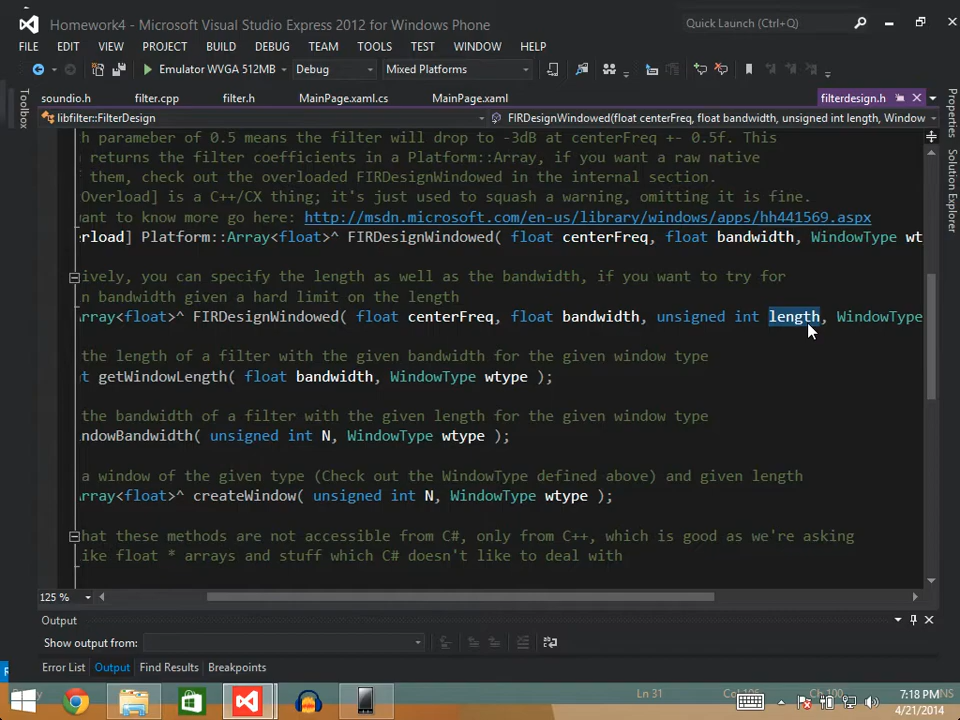 Homework4 - Microsoft Visual Studio Express 2012 for Windows Phone
Quick Launch (Ctrl+Q)
FILE EDIT VIEW PROJECT BUILD DEBUG TEAM TOOLS TEST WINDOW HELP
Emulator WVGA 512MB Debug Mixed Platforms
Toolbox
soundio.h filter.cpp filter.h MainPage.xaml.cs MainPage.xaml filterdesign.h
libfilter::FilterDesign FIRDesignWindowed(float centerFreq, float bandwidth, unsigned int length, Window
Properties
Solution Explorer
h parameber of 0.5 means the filter will drop to -3dB at centerFreq +- 0.5f. This
returns the filter coefficients in a Platform::Array, if you want a raw native
them, check out the overloaded FIRDesignWindowed in the internal section.
Overload] is a C++/CX thing; it's just used to squash a warning, omitting it is fine.
want to know more go here: http://msdn.microsoft.com/en-us/library/windows/apps/hh441569.aspx
erload] Platform::Array<float>^ FIRDesignWindowed( float centerFreq, float bandwidth, WindowType wt
ively, you can specify the length as well as the bandwidth, if you want to try for
n bandwidth given a hard limit on the length
rray<float>^ FIRDesignWindowed( float centerFreq, float bandwidth, unsigned int length, WindowType
the length of a filter with the given bandwidth for the given window type
t getWindowLength( float bandwidth, WindowType wtype );
the bandwidth of a filter with the given length for the given window type
ndowBandwidth( unsigned int N, WindowType wtype );
a window of the given type (Check out the WindowType defined above) and given length
rray<float>^ createWindow( unsigned int N, WindowType wtype );
hat these methods are not accessible from C#, only from C++, which is good as we're asking
like float * arrays and stuff which C# doesn't like to deal with
125 %
Output
Show output from:
Error List Output Find Results Breakpoints
Ln 31 Ch 100 INS
7:18 PM
4/21/2014